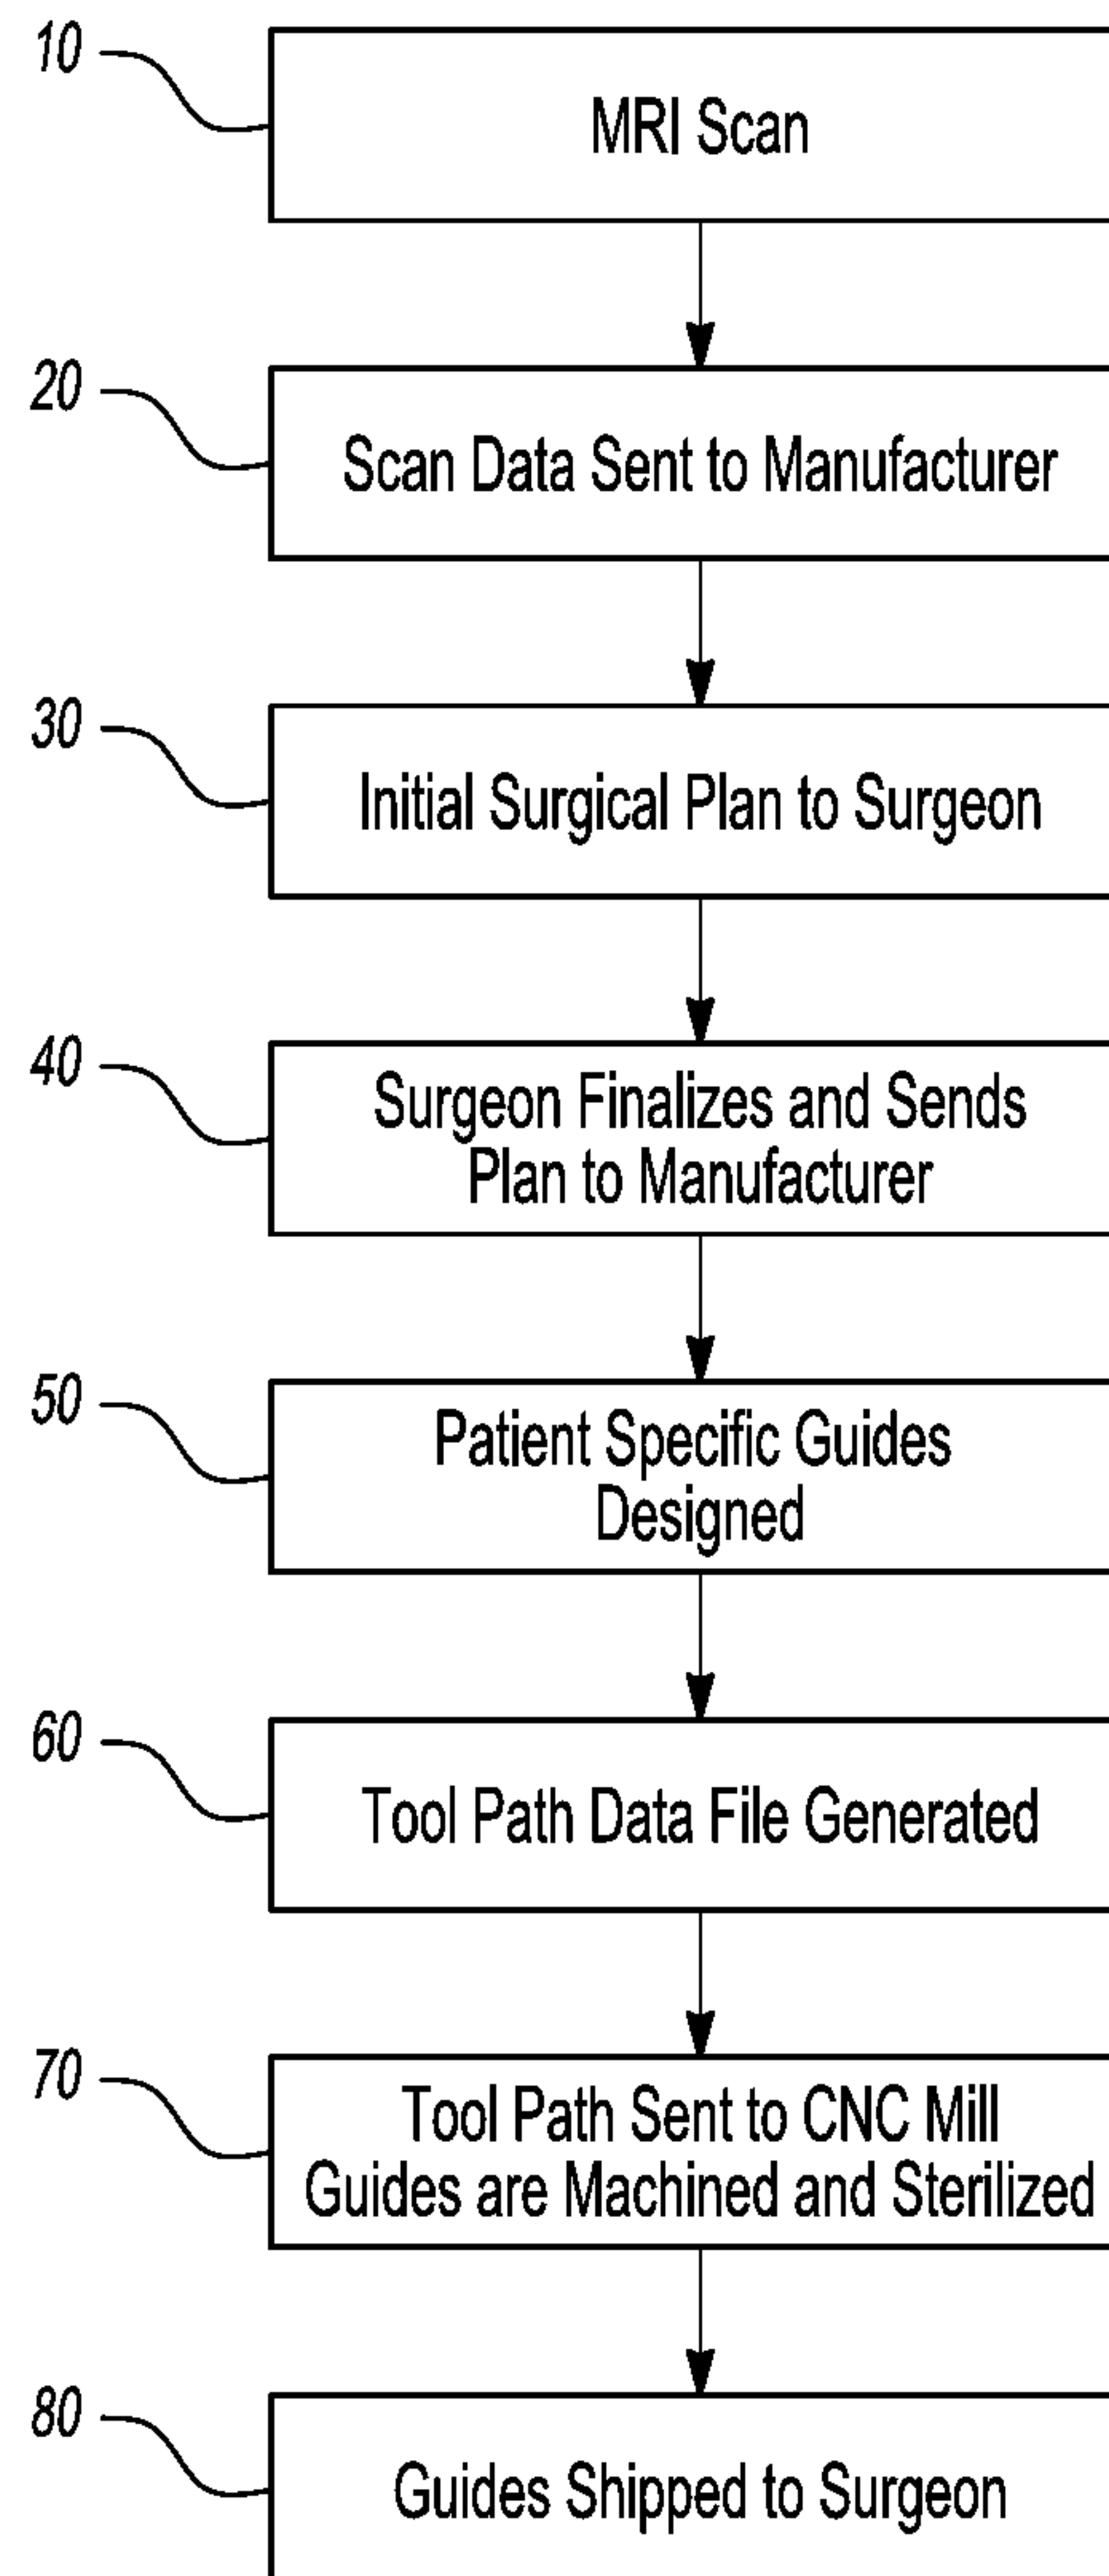 10
MRI Scan
20
Scan Data Sent to Manufacturer
30
Initial Surgical Plan to Surgeon
40
Surgeon Finalizes and Sends
Plan to Manufacturer
50
Patient Specific Guides
Designed
60
Tool Path Data File Generated
70
Tool Path Sent to CNC Mill
Guides are Machined and Sterilized
80
Guides Shipped to Surgeon